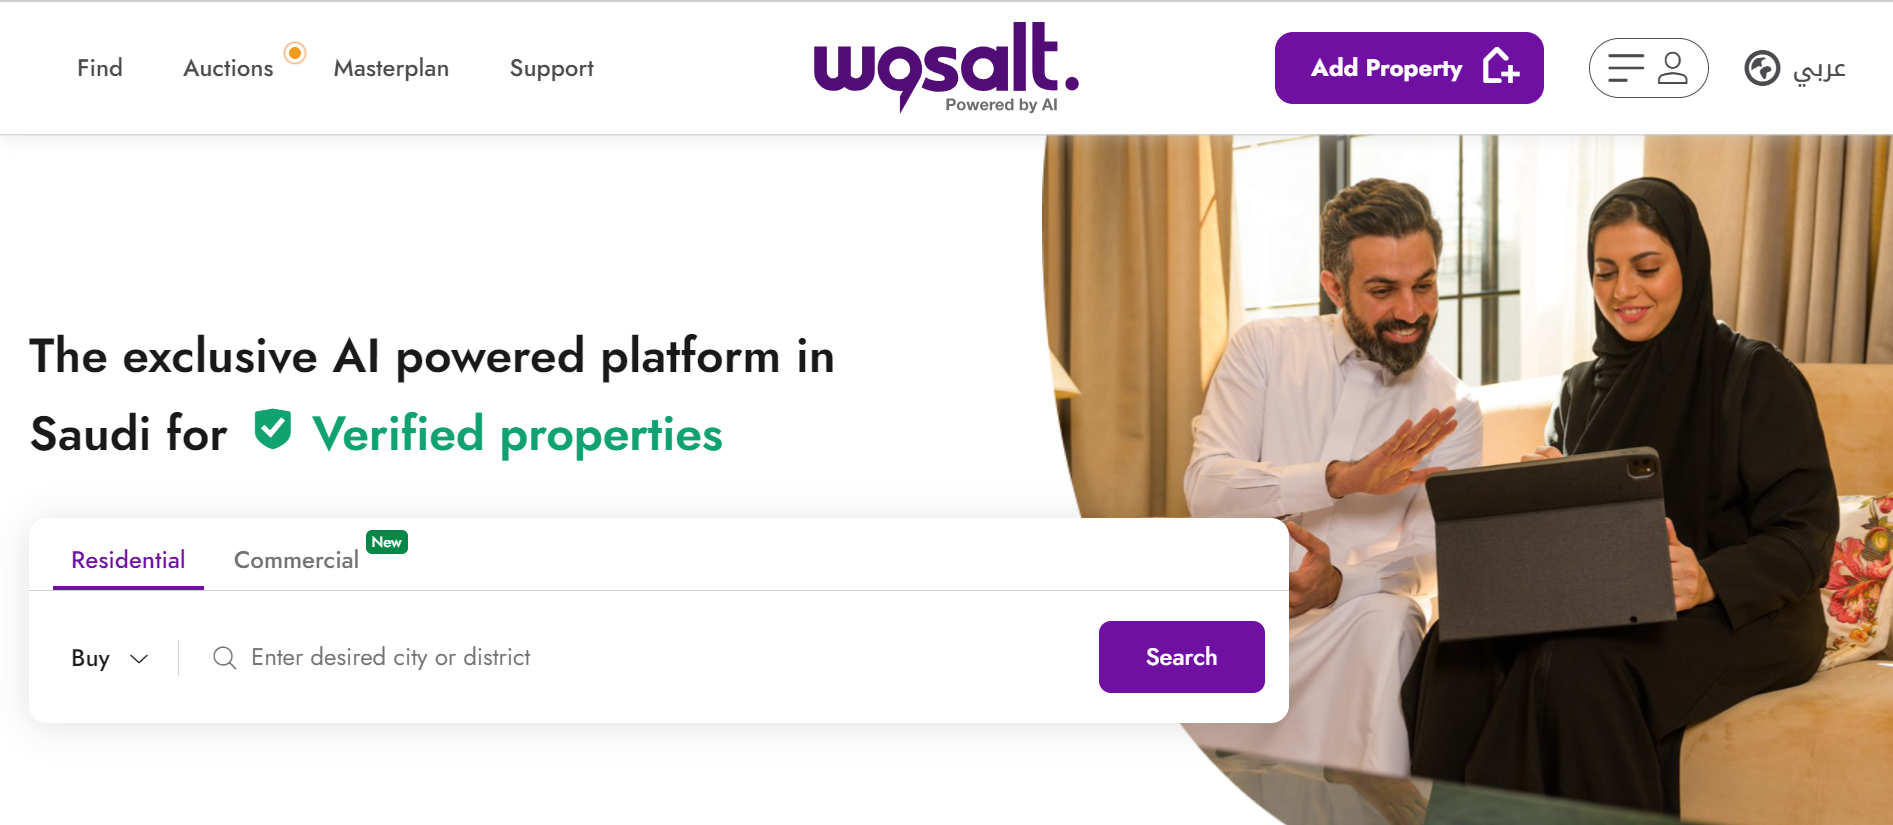 Find
Auctions
Masterplan
Support
wosalt.
Powered by AI
Add Property
عربي
The exclusive AI powered platform in
Saudi for Verified properties
Residential
Commercial
New
Buy
Enter desired city or district
Search